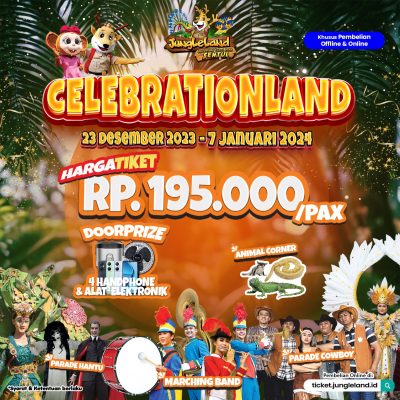 JUNGLELAND
SENTUL
Khusus Pembelian
Offline & Online
CELEBRATIONLAND
23 DESEMBER 2023 - 7 JANUARI 2024
HARGATIKET
RP. 195.000/PAX
DOORPRIZE
4 HANDPHONE
& ALAT ELEKTRONIK
ANIMAL CORNER
PARADE HANTU
MARCHING BAND
PARADE COWBOY
*Syarat & Ketentuan berlaku
Pembelian Online di:
ticket.jungleland.id